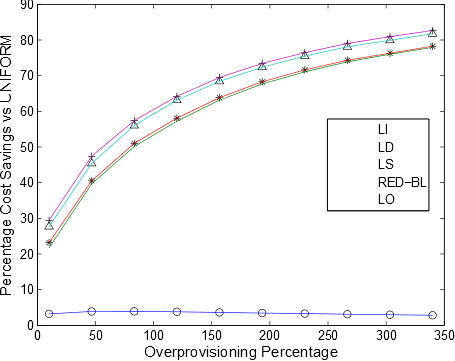 90
80
70
60
50
40
30
20
10
0
Percentage Cost Savings vs UNIFORM
LI
LD
LS
RED-BL
LO
0 50 100 150 200 250 300 350
Overprovisioning Percentage